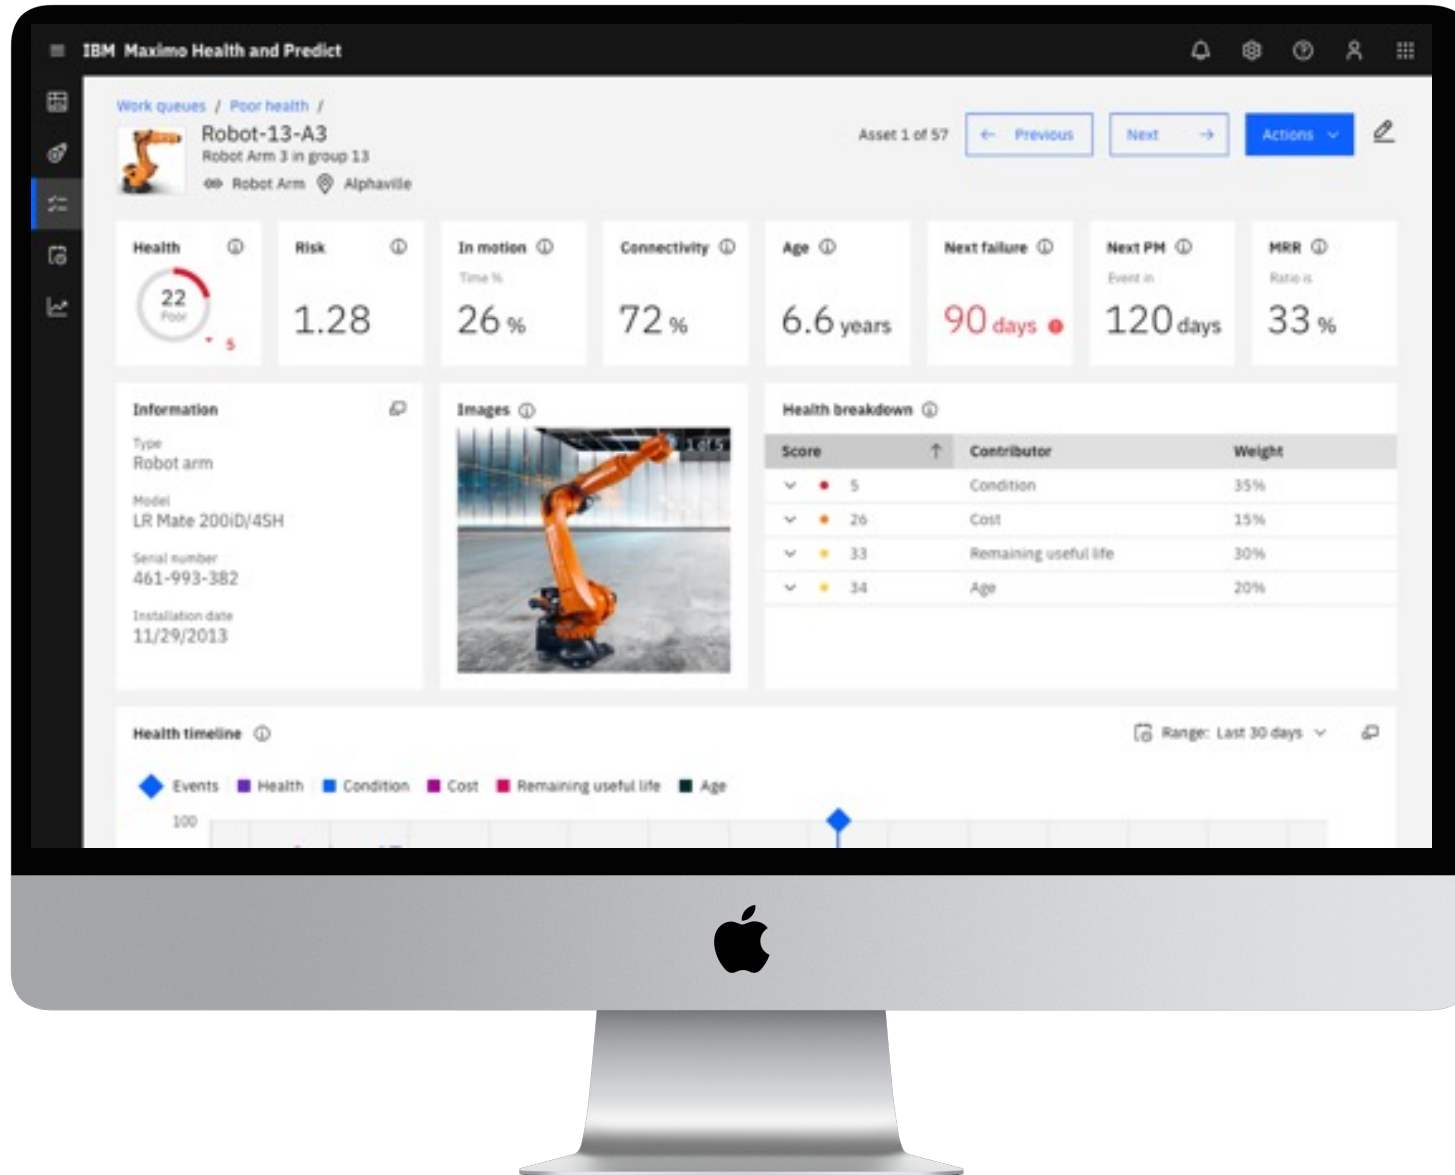 IBM Maximo Health and Predict
Work queues / Poor health /
Robot-13-A3
Robot Arm 3 in group 13
Robot Arm Alphaville
Asset 1 of 57
← Previous
Next →
Actions
Health
22
Poor
5
Risk
1.28
In motion
Time %
26 %
Connectivity
72 %
Age
6.6 years
Next failure
90 days
Next PM
Event in
120 days
MRR
Ratio is
33 %
Information
Type
Robot arm
Model
LR Mate 200iD/4SH
Serial number
461-993-382
Installation date
11/29/2013
Images
1 of 5
Health breakdown
Score ↑ Contributor Weight
5 Condition 35%
26 Cost 15%
33 Remaining useful life 30%
34 Age 20%
Health timeline
Range: Last 30 days
Events Health Condition Cost Remaining useful life Age
100